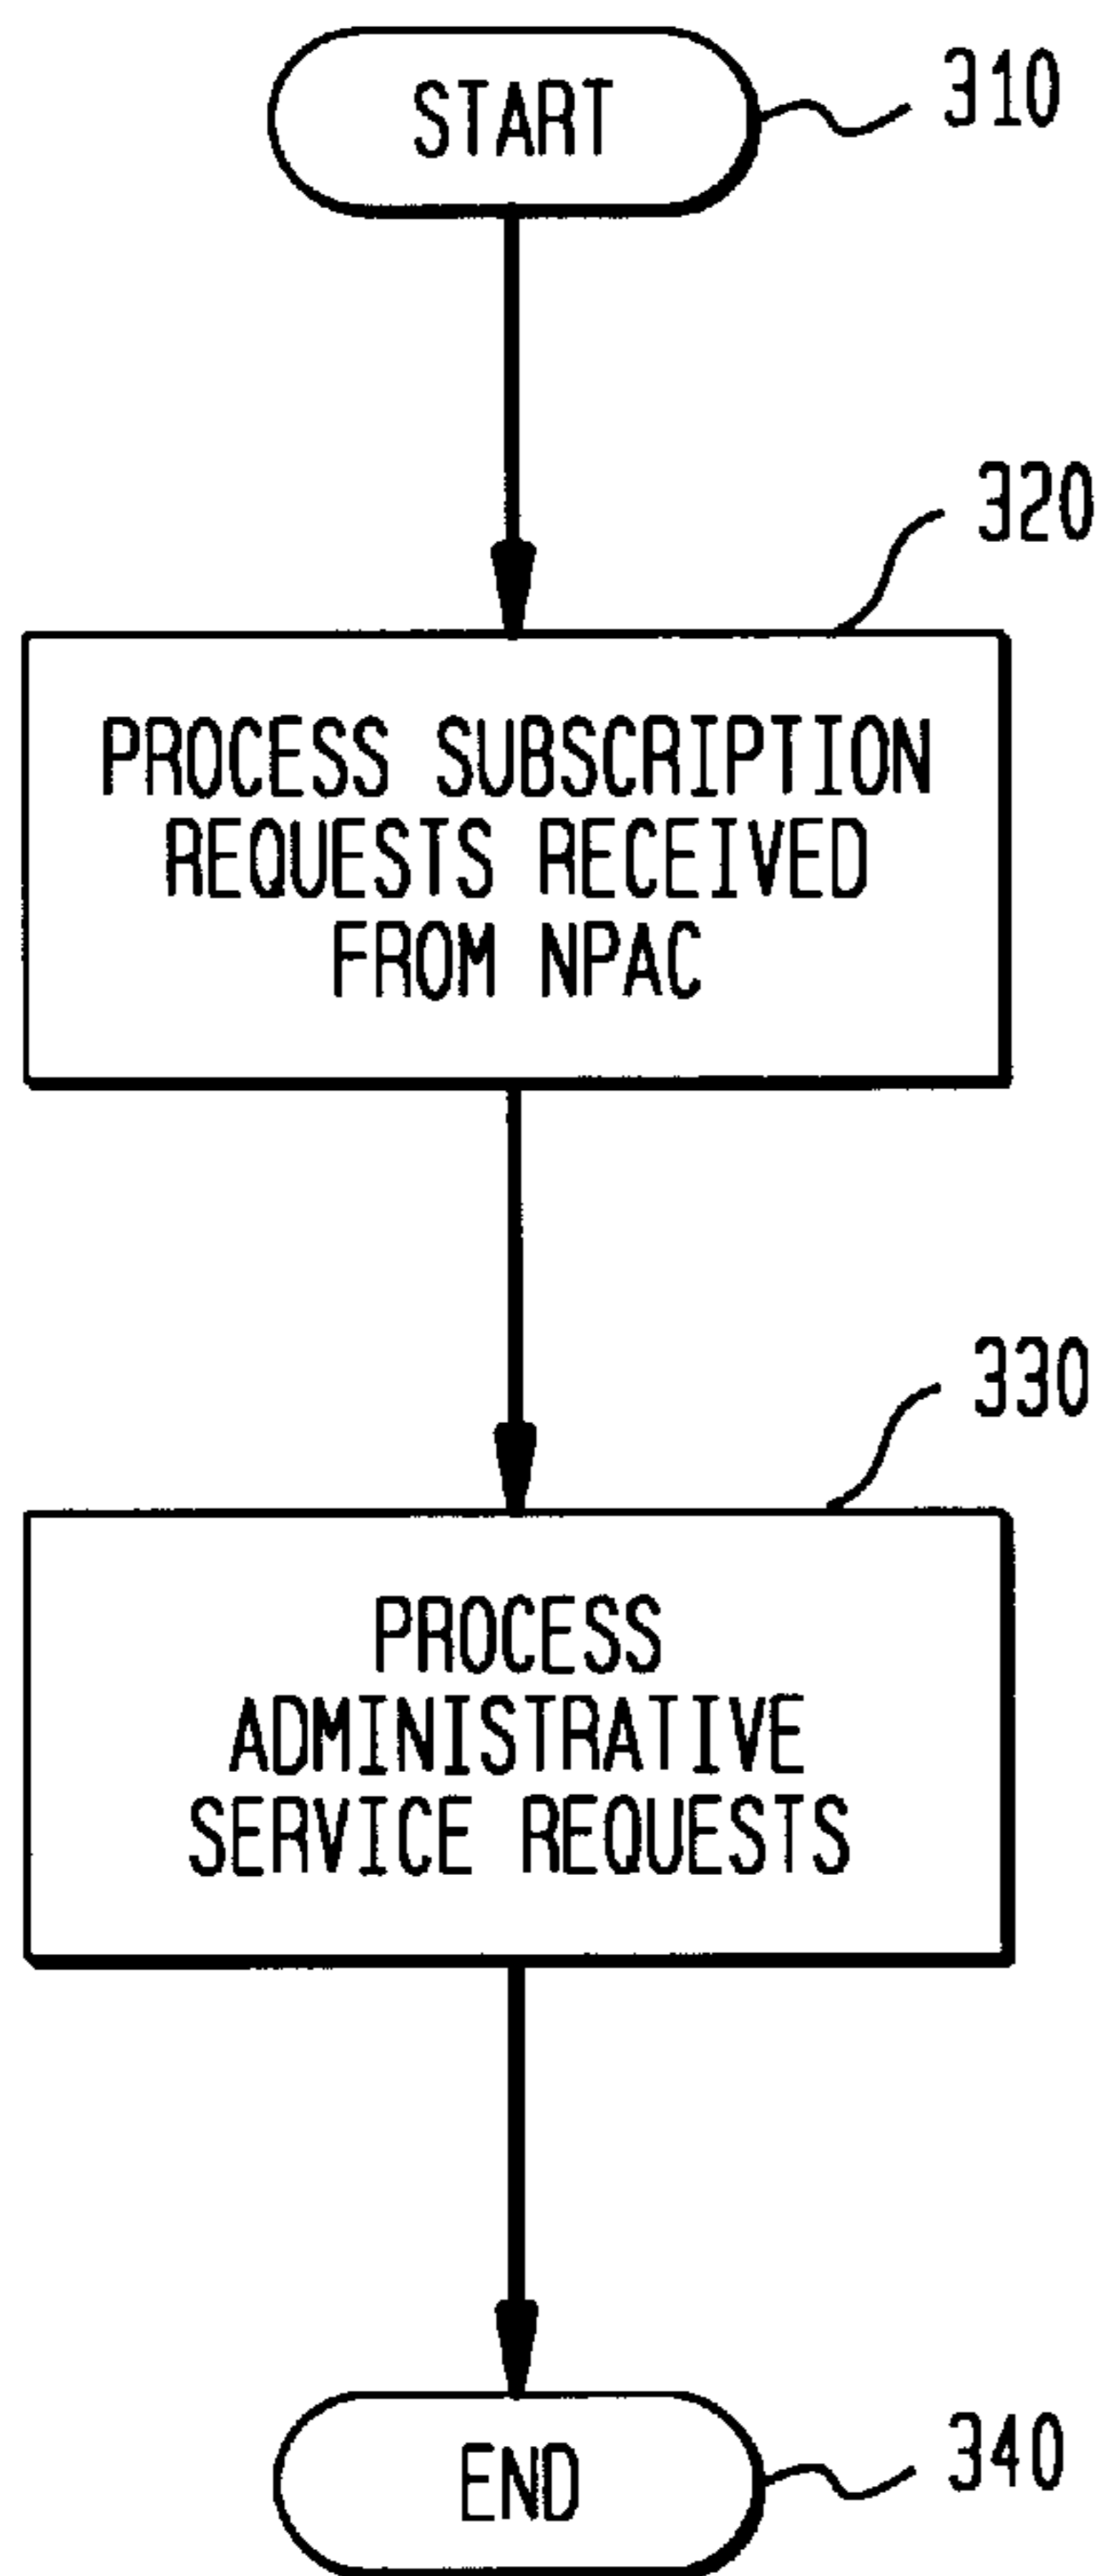 START
310
320
PROCESS SUBSCRIPTION
REQUESTS RECEIVED
FROM NPAC
330
PROCESS
ADMINISTRATIVE
SERVICE REQUESTS
END
340